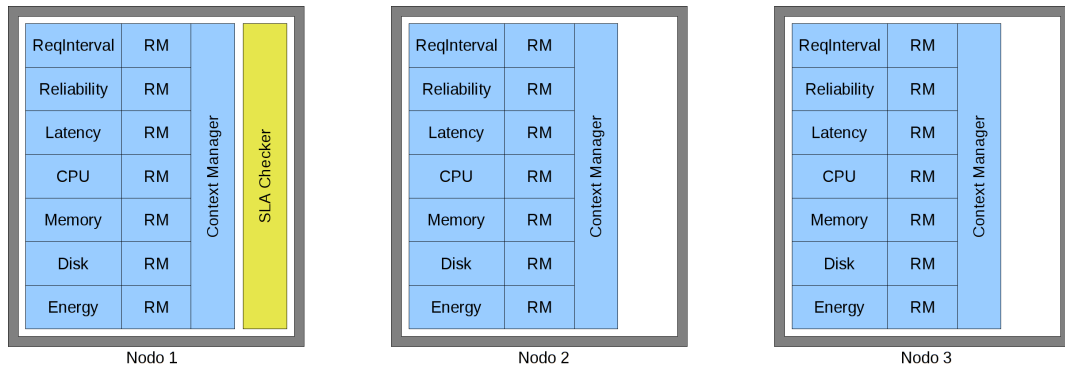 ReqInterval RM
Reliability RM
Latency RM
CPU RM
Memory RM
Disk RM
Energy RM
Context Manager
SLA Checker
Nodo 1
ReqInterval RM
Reliability RM
Latency RM
CPU RM
Memory RM
Disk RM
Energy RM
Context Manager
Nodo 2
ReqInterval RM
Reliability RM
Latency RM
CPU RM
Memory RM
Disk RM
Energy RM
Context Manager
Nodo 3